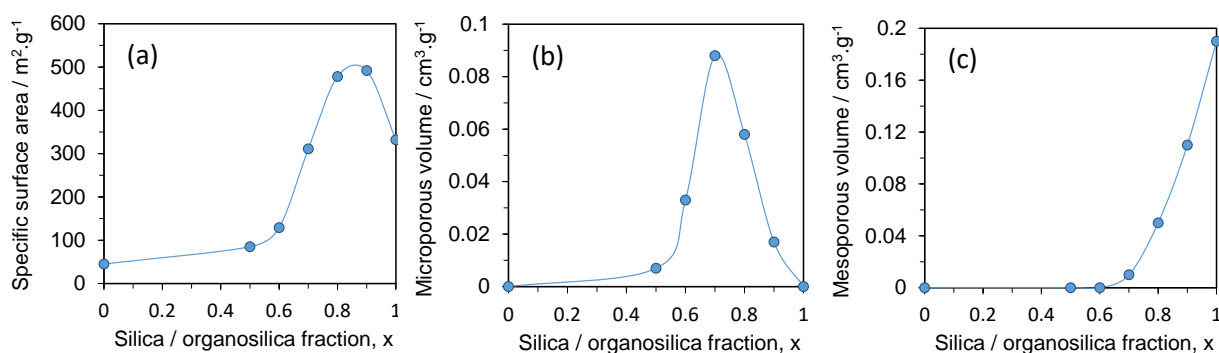 Specific surface area / m².g⁻¹
600
500
400
300
200
100
0
(a)
0 0.2 0.4 0.6 0.8 1
Silica / organosilica fraction, x
Microporous volume / cm³.g⁻¹
0.1
0.08
0.06
0.04
0.02
0
(b)
0 0.2 0.4 0.6 0.8 1
Silica / organosilica fraction, x
Mesoporous volume / cm³.g⁻¹
0.2
0.16
0.12
0.08
0.04
0
(c)
0 0.2 0.4 0.6 0.8 1
Silica / organosilica fraction, x